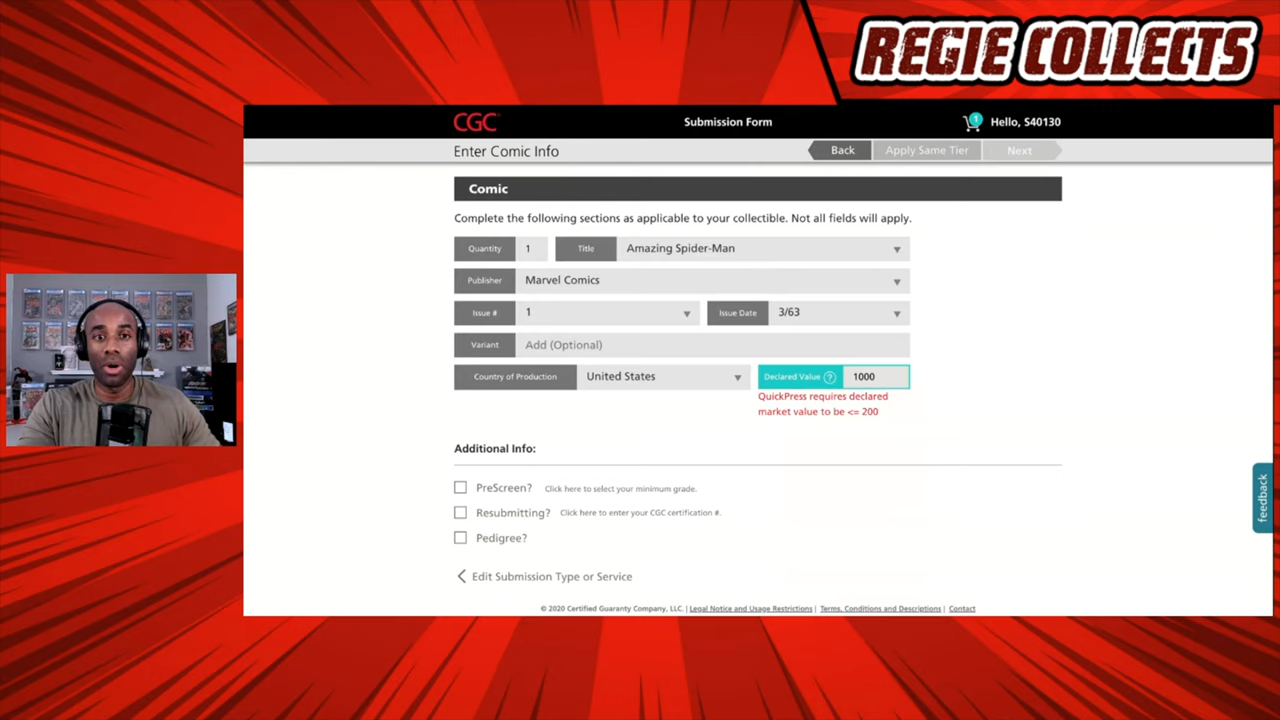 REGIE COLLECTS
CGC Submission Form 1 Hello, S40130
Enter Comic Info Back Apply Same Tier Next
Comic
Complete the following sections as applicable to your collectible. Not all fields will apply.
Quantity 1 Title Amazing Spider-Man
Publisher Marvel Comics
Issue # 1 Issue Date 3/63
Variant Add (Optional)
Country of Production United States Declared Value ? 1000
QuickPress requires declared
market value to be <= 200
Additional Info:
PreScreen? Click here to select your minimum grade.
Resubmitting? Click here to enter your CGC certification #.
Pedigree?
Edit Submission Type or Service
feedback
© 2020 Certified Guaranty Company, LLC. | Legal Notice and Usage Restrictions | Terms, Conditions and Descriptions | Contact